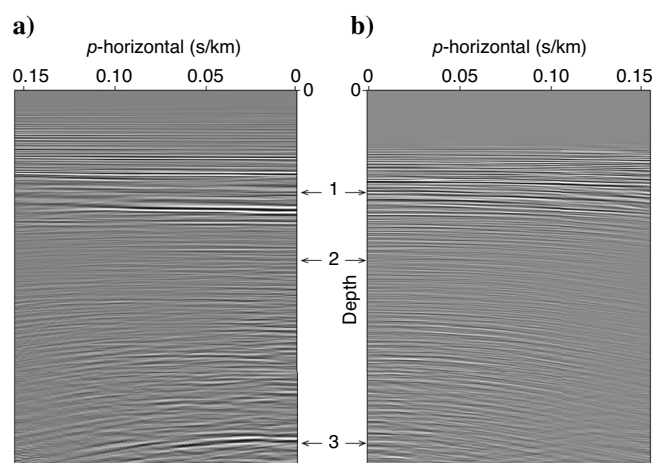 a)
b)
p-horizontal (s/km)
p-horizontal (s/km)
0.15 0.10 0.05 0
0 0.05 0.10 0.15
0
0
1
2
Depth
3